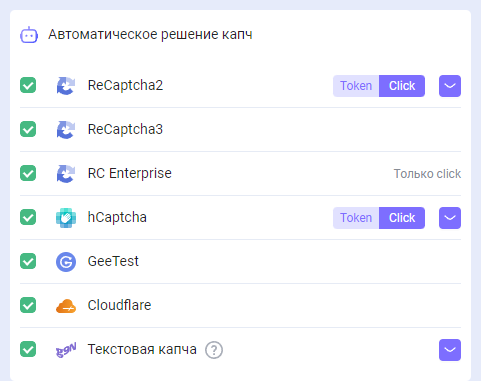 Автоматическое решение капч
ReCaptcha2 Token Click
ReCaptcha3
RC Enterprise Только click
hCaptcha Token Click
GeeTest
Cloudflare
Текстовая капча ?